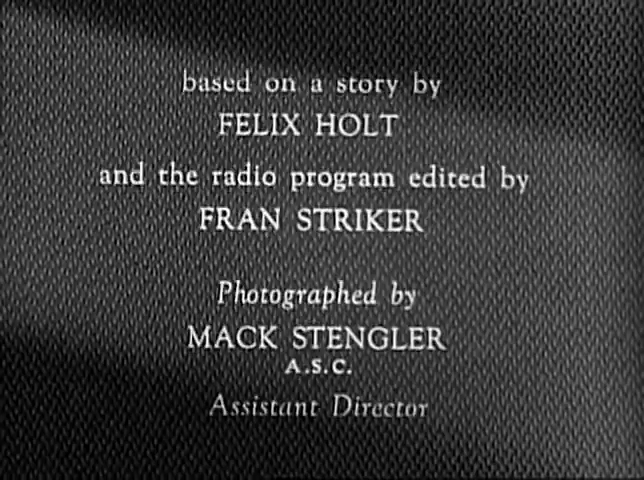 based on a story by
FELIX HOLT
and the radio program edited by
FRAN STRIKER
Photographed by
MACK STENGLER
A.S.C.
Assistant Director